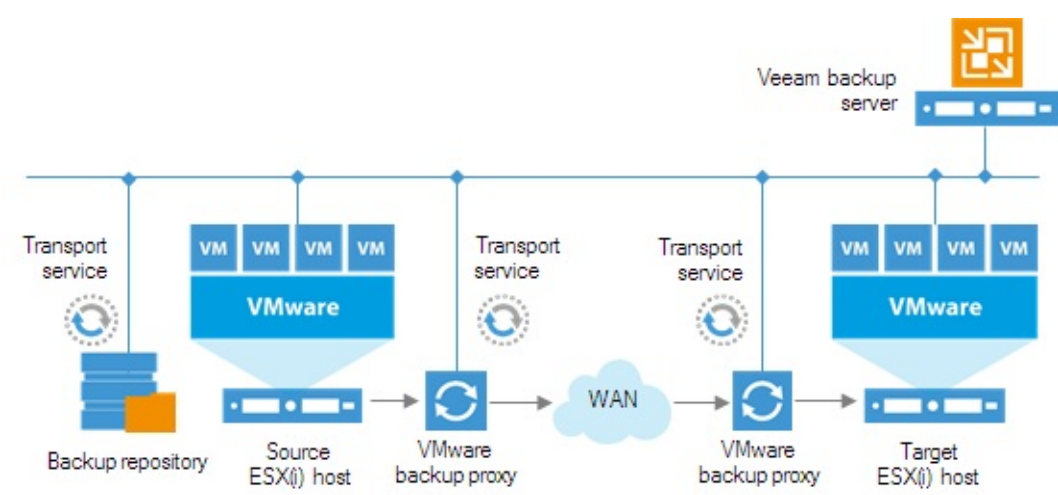 Veeam backup
server
Transport
service
VM VM VM VM
VMware
Transport
service
Transport
service
VM VM VM VM
VMware
WAN
Backup repository
Source
ESX(i) host
VMware
backup proxy
VMware
backup proxy
Target
ESX(i) host